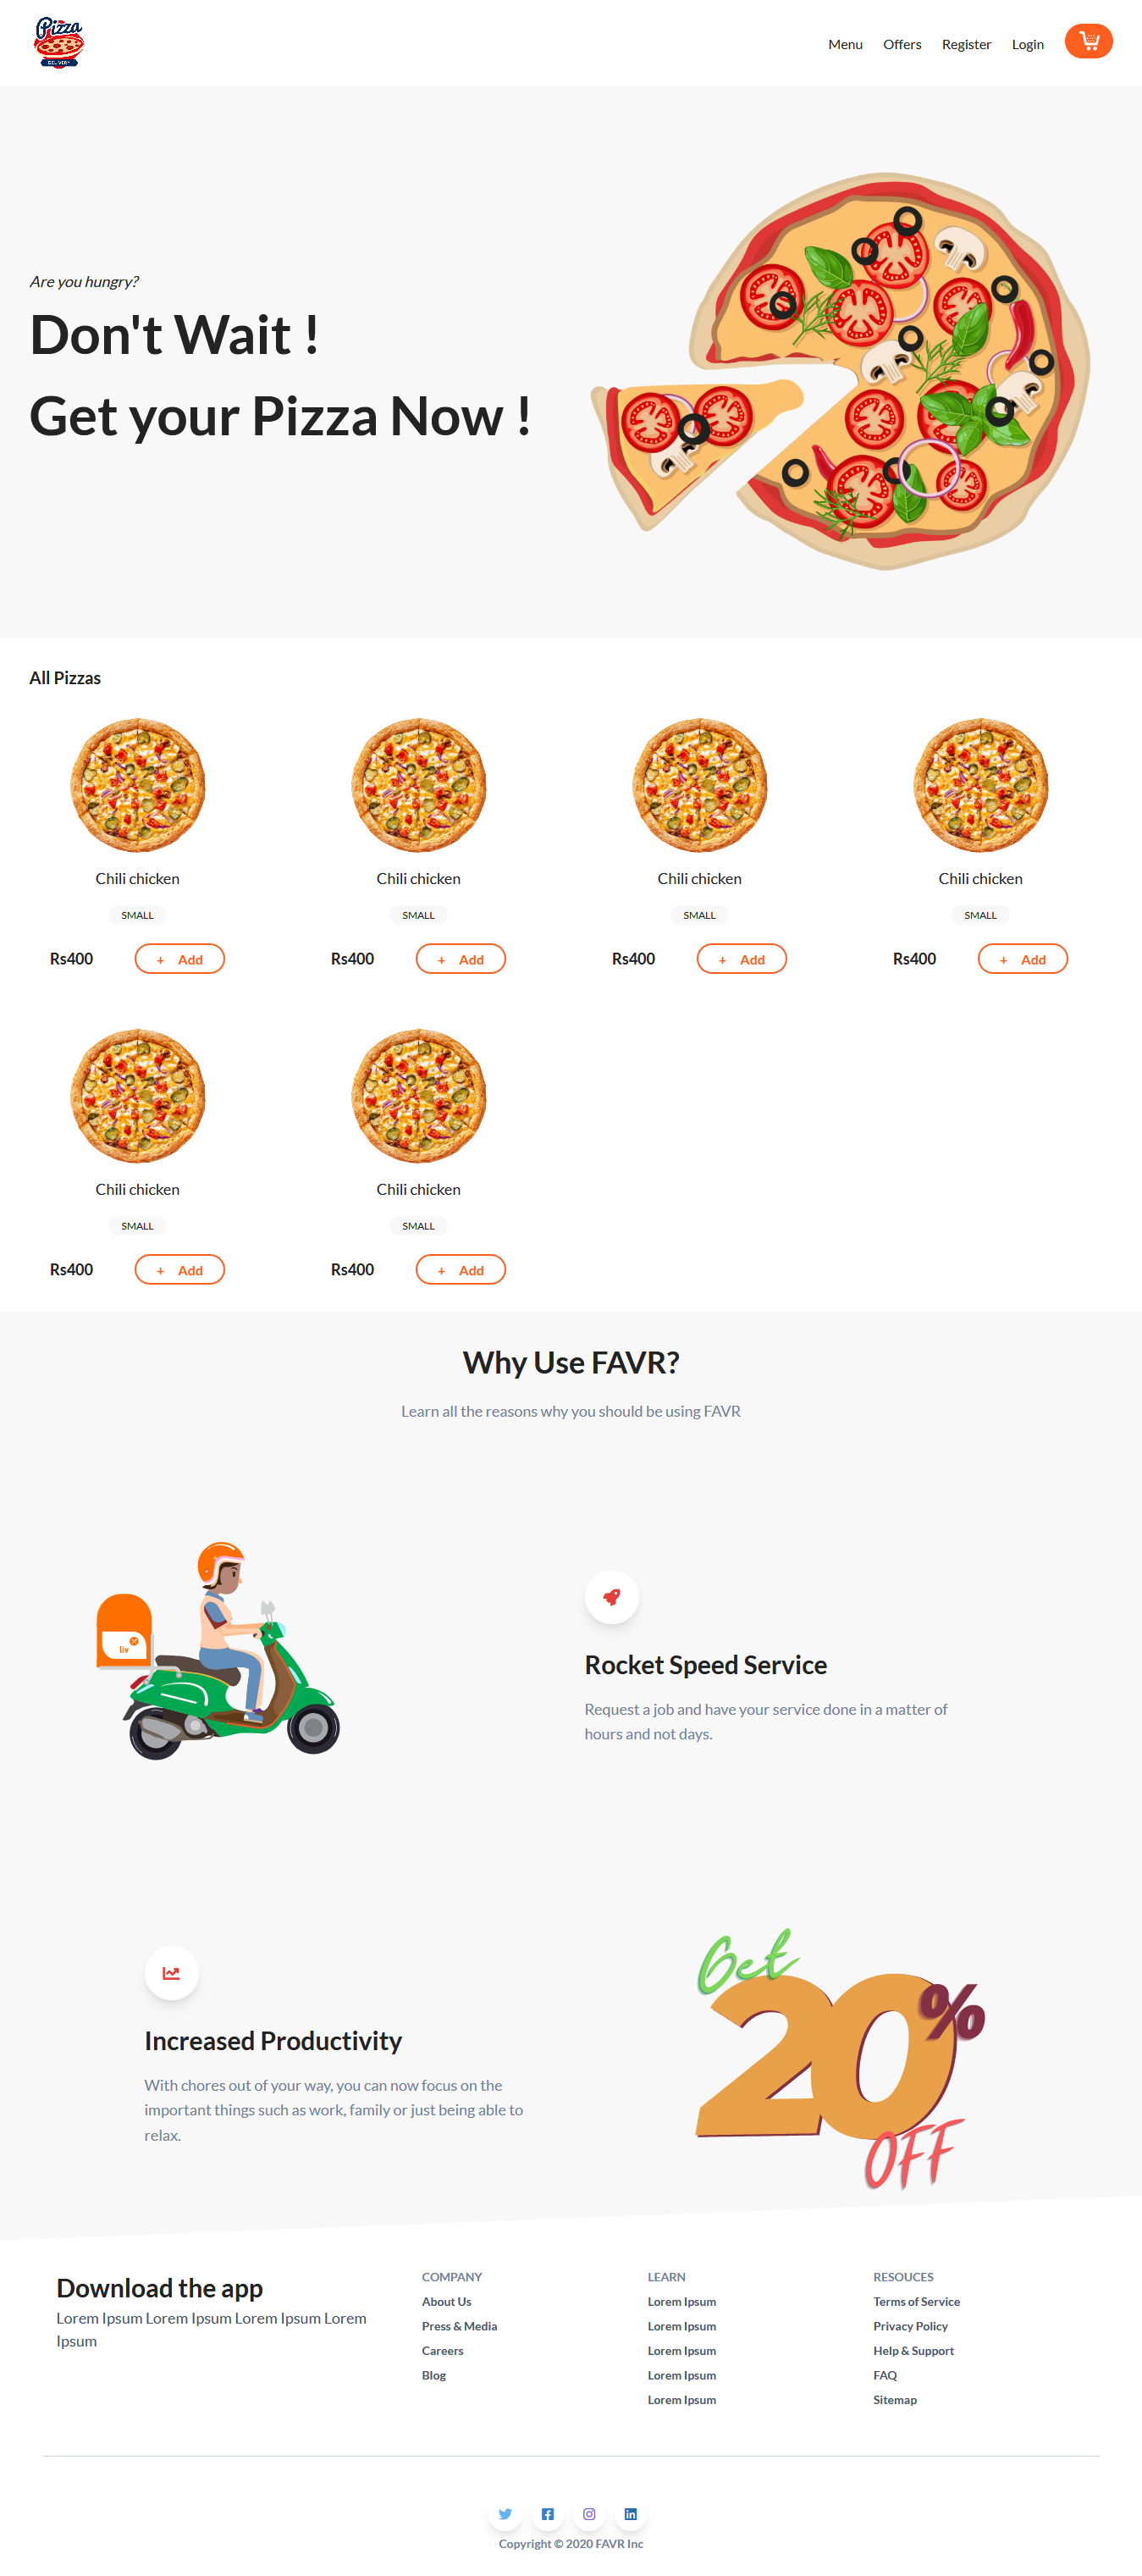 Pizza
DELIVERY
Menu Offers Register Login
Are you hungry?
Don't Wait !
Get your Pizza Now !
All Pizzas
Chili chicken Chili chicken Chili chicken Chili chicken
SMALL SMALL SMALL SMALL
Rs400 + Add Rs400 + Add Rs400 + Add Rs400 + Add
Chili chicken Chili chicken
SMALL SMALL
Rs400 + Add Rs400 + Add
Why Use FAVR?
Learn all the reasons why you should be using FAVR
liv
Rocket Speed Service
Request a job and have your service done in a matter of
hours and not days.
Increased Productivity
With chores out of your way, you can now focus on the
important things such as work, family or just being able to
relax.
Get
20%
OFF
Download the app
Lorem Ipsum Lorem Ipsum Lorem Ipsum Lorem
Ipsum
COMPANY
About Us
Press & Media
Careers
Blog
LEARN
Lorem Ipsum
Lorem Ipsum
Lorem Ipsum
Lorem Ipsum
Lorem Ipsum
RESOUCES
Terms of Service
Privacy Policy
Help & Support
FAQ
Sitemap
Copyright © 2020 FAVR Inc